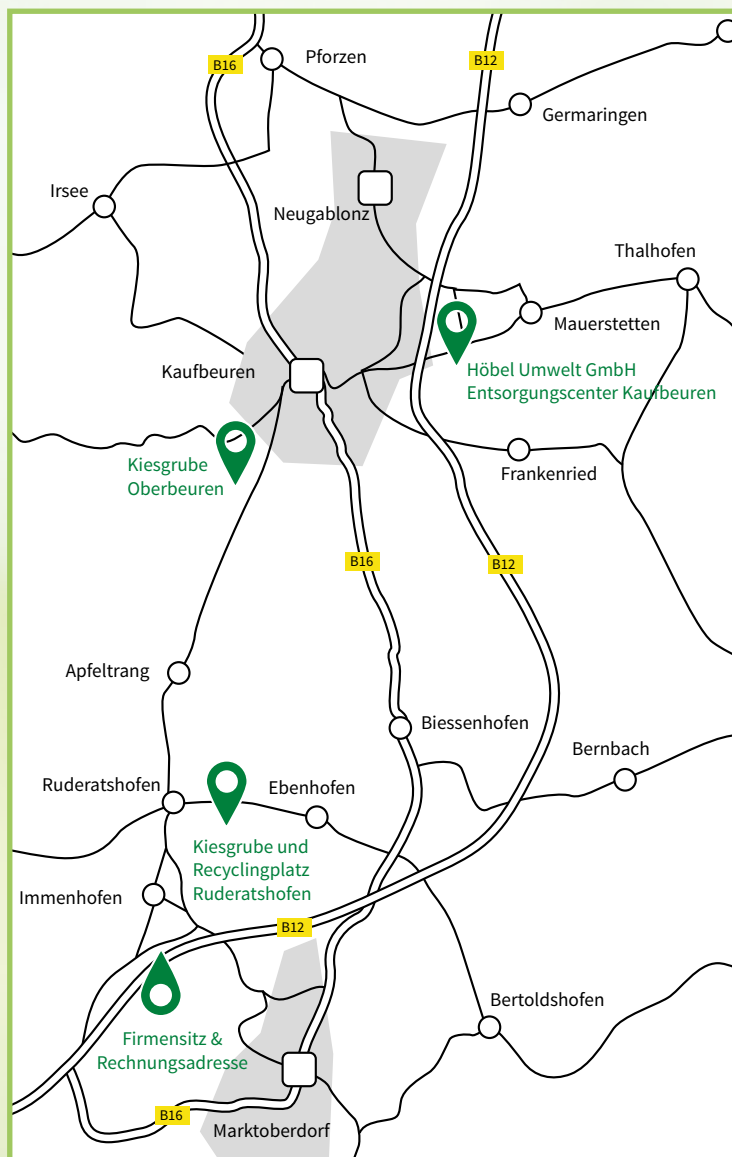 B16
Pforzen
B12
Germaringen
Irsee
Neugablonz
Thalhofen
Mauerstetten
Kaufbeuren
Höbel Umwelt GmbH
Entsorgungscenter Kaufbeuren
Kiesgrube
Oberbeuren
Frankenried
B16
B12
Apfeltrang
Biessenhofen
Bernbach
Ruderatshofen
Ebenhofen
Kiesgrube und
Recyclingplatz
Ruderatshofen
Immenhofen
B12
Bertoldshofen
Firmensitz &
Rechnungsadresse
B16
Marktoberdorf